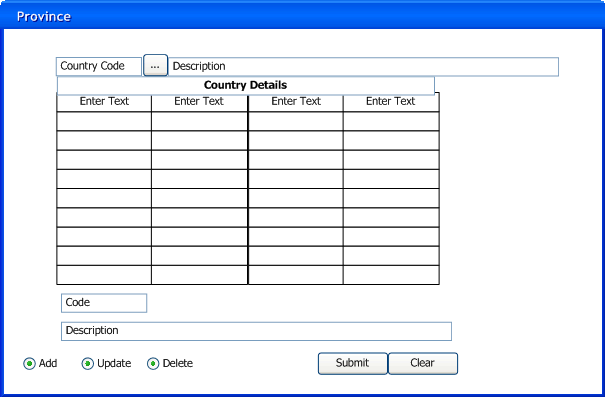 Province
Country Code ... Description
Country Details
Enter Text Enter Text Enter Text Enter Text
Code
Description
Add Update Delete Submit Clear